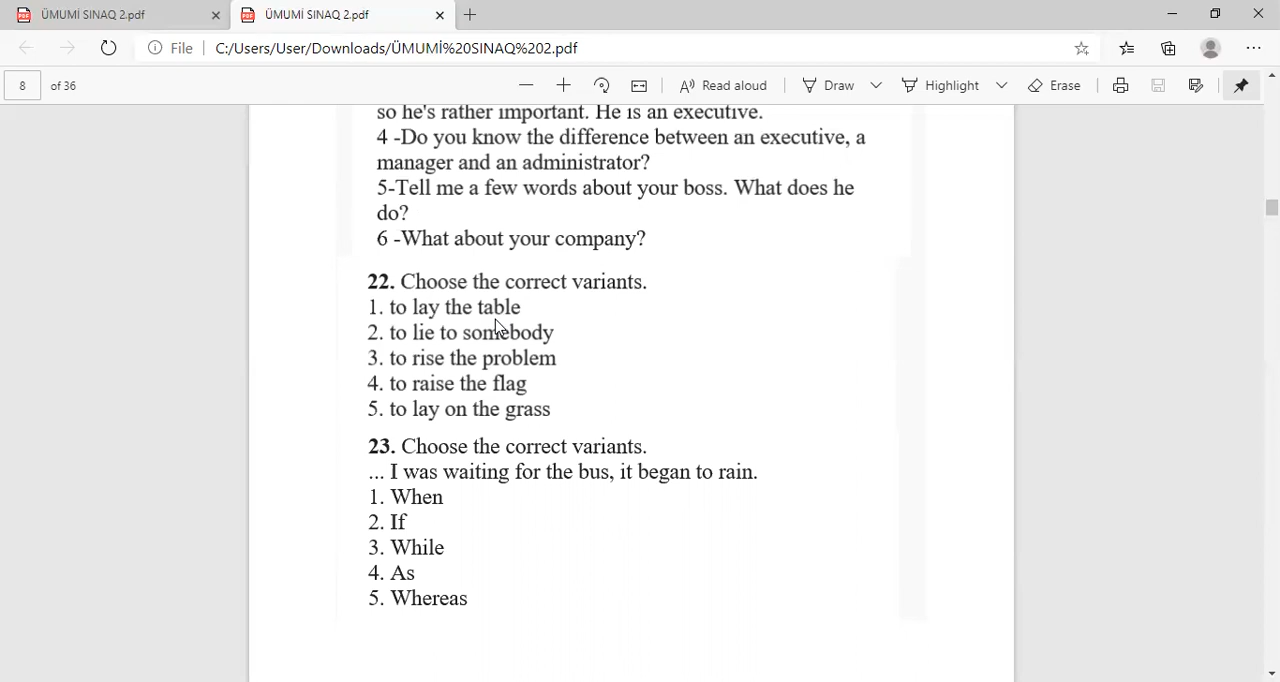 ÜMUMİ SINAQ 2.pdf
ÜMUMİ SINAQ 2.pdf
File
C:/Users/User/Downloads/ÜMUMİ%20SINAQ%202.pdf
8 of 36
Read aloud
Draw
Highlight
Erase
so he's rather important. He is an executive.
4 -Do you know the difference between an executive, a
manager and an administrator?
5-Tell me a few words about your boss. What does he
do?
6 -What about your company?
22. Choose the correct variants.
1. to lay the table
2. to lie to somebody
3. to rise the problem
4. to raise the flag
5. to lay on the grass
23. Choose the correct variants.
... I was waiting for the bus, it began to rain.
1. When
2. If
3. While
4. As
5. Whereas